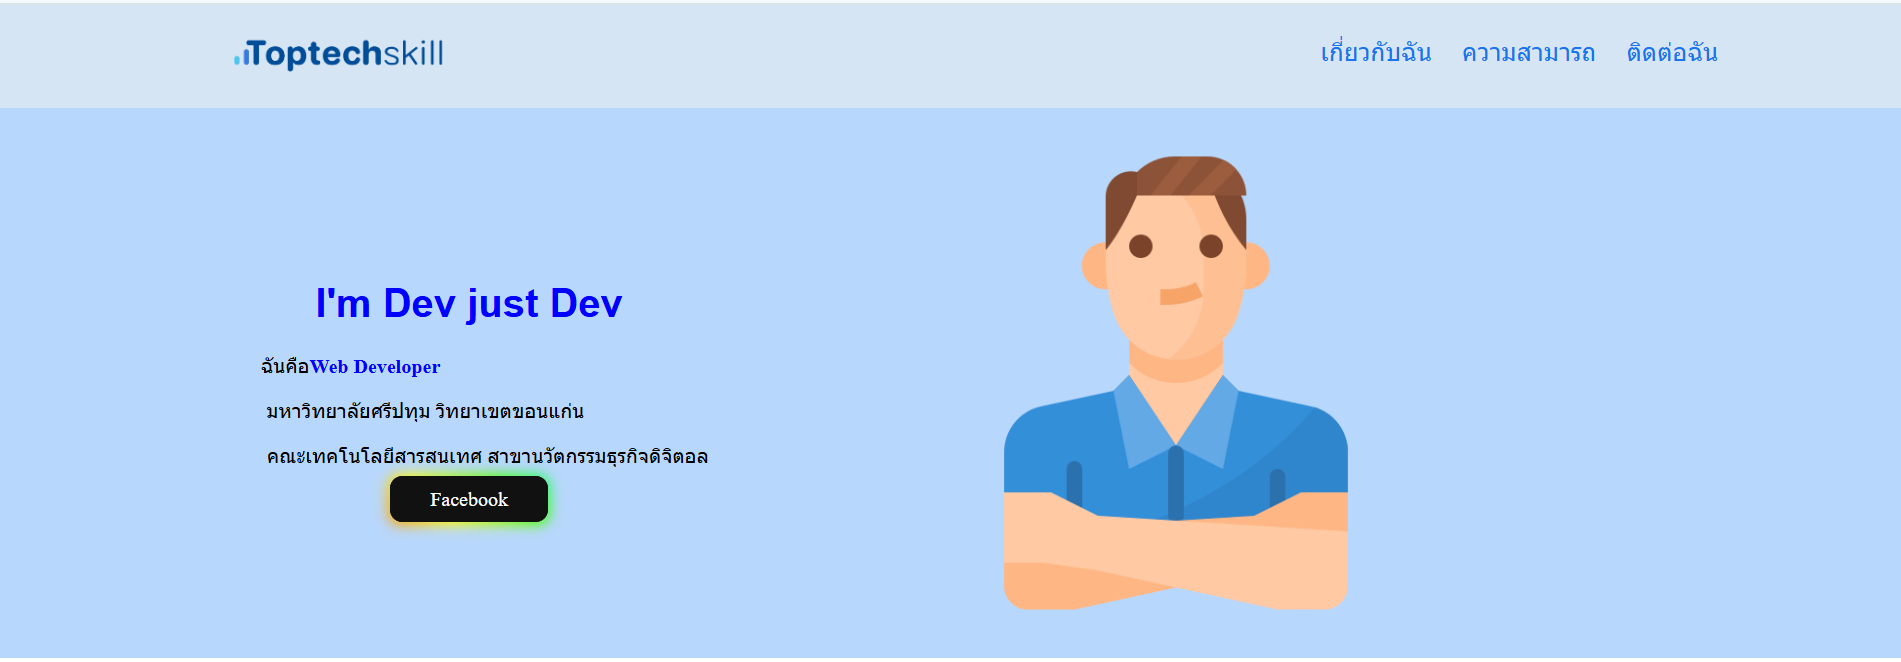 Toptechskill
เกี่ยวกับฉัน ความสามารถ ติดต่อฉัน
I'm Dev just Dev
ฉันคือWeb Developer
มหาวิทยาลัยศรีปทุม วิทยาเขตขอนแก่น
คณะเทคโนโลยีสารสนเทศ สาขานวัตกรรมธุรกิจดิจิตอล
Facebook